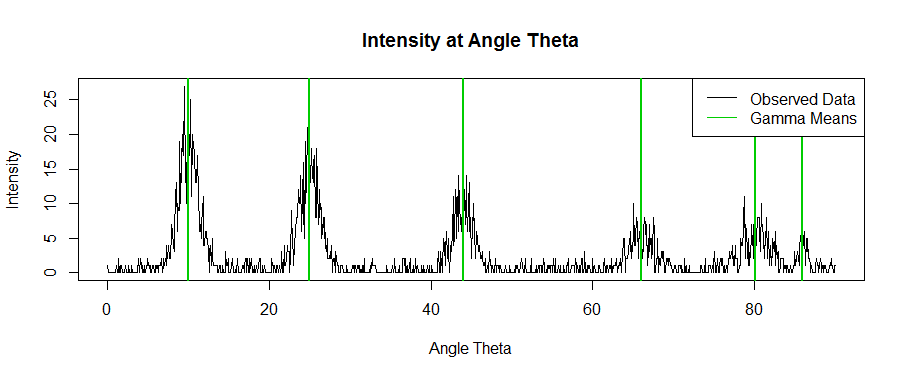 Intensity at Angle Theta
Observed Data
Gamma Means
Intensity
25
20
15
10
5
0
0 20 40 60 80
Angle Theta